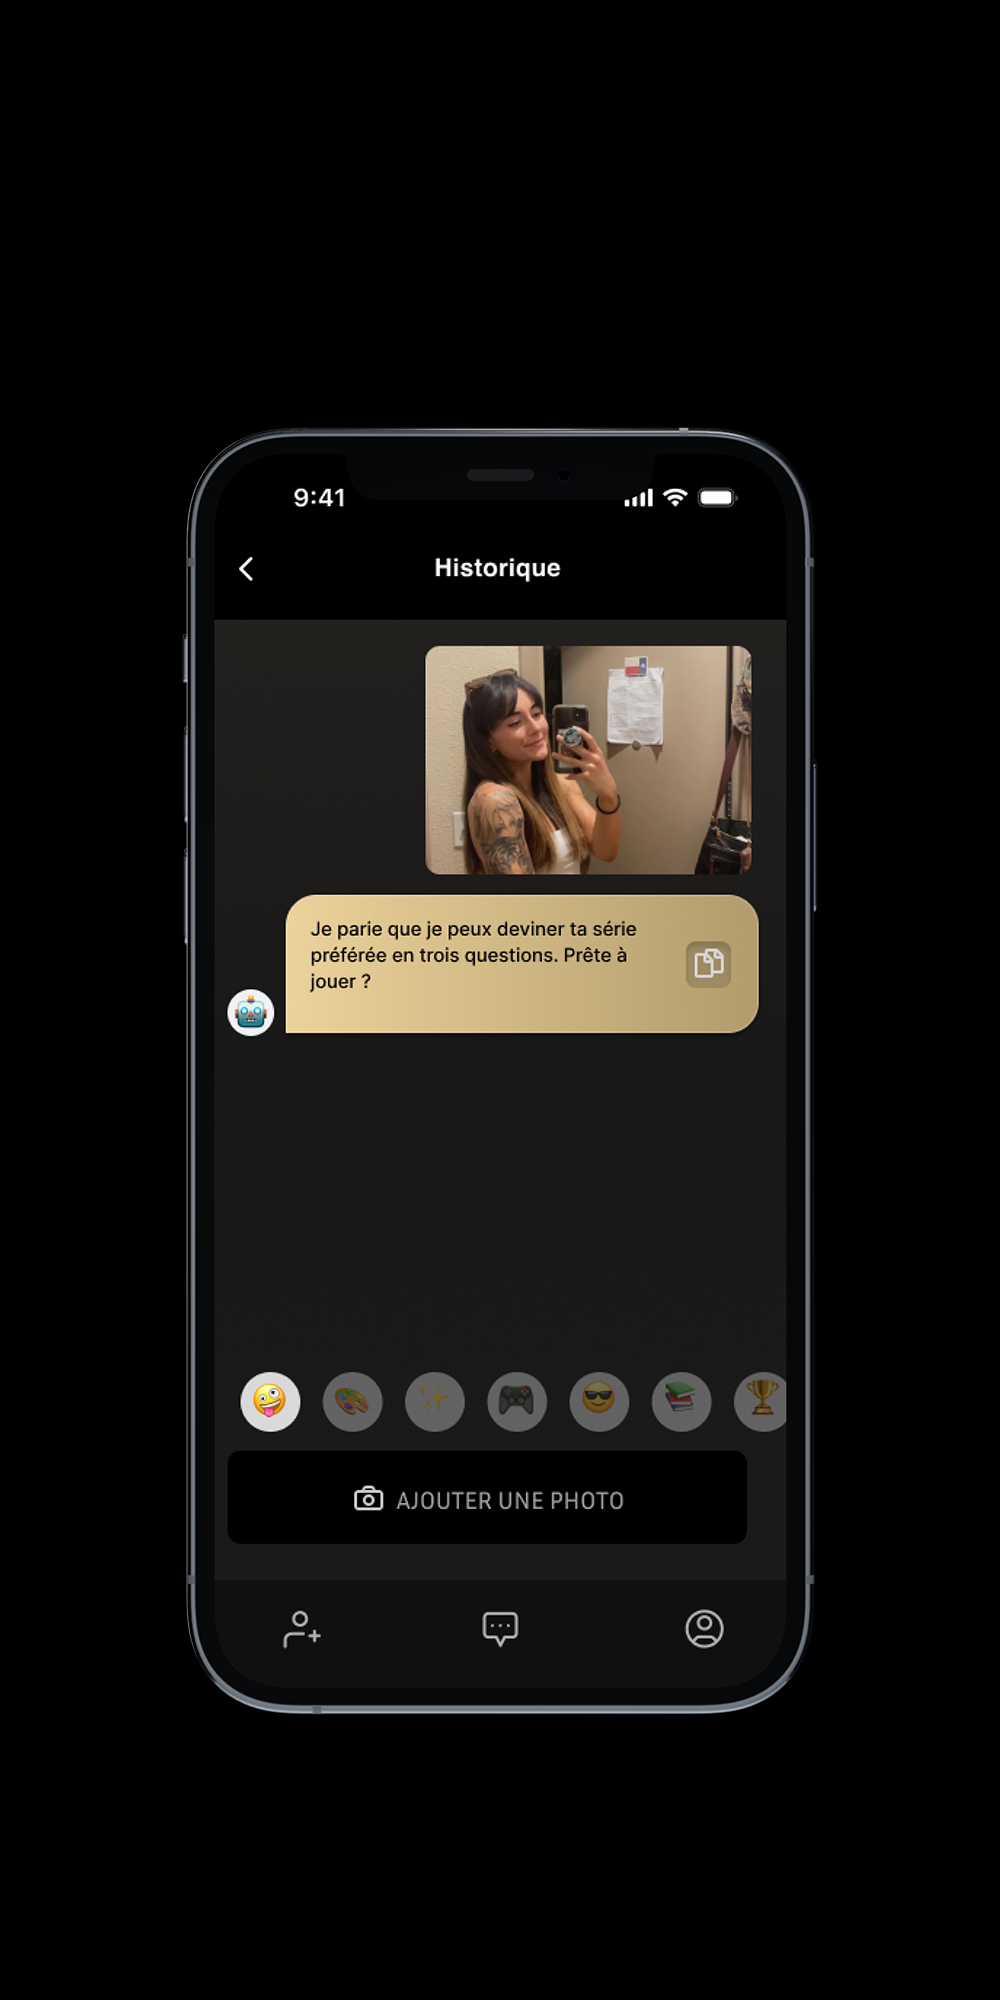 9:41
Historique
Je parie que je peux deviner ta série
préférée en trois questions. Prête à
jouer ?
AJOUTER UNE PHOTO